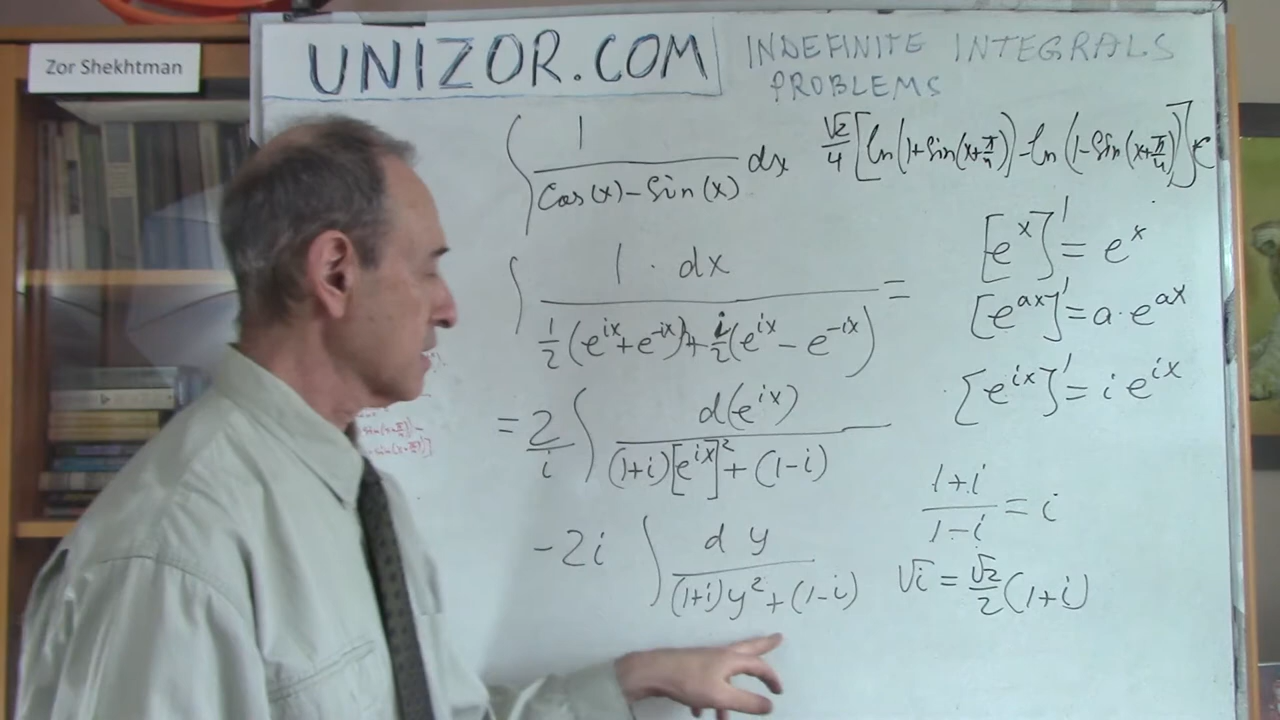 Zor Shekhtman
UNIZOR.COM
INDEFINITE INTEGRALS
PROBLEMS
∫ 1/(Cos(x)-Sin(x)) dx
√2/4 [ln(1+Sin(x+π/4))-ln(1-Sin(x+π/4))]+C
∫ 1·dx/(1/2(e^ix+e^-ix)+i/2(e^ix-e^-ix)) =
= 2/i ∫ d(e^ix)/((1+i)[e^ix]²+(1-i))
-2i ∫ dy/((1+i)y²+(1-i))
[e^x]' = e^x
[e^ax]' = a·e^ax
[e^ix]' = i e^ix
(1+i)/(1-i) = i
√i = √2/2 (1+i)